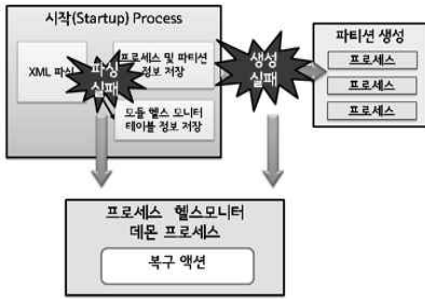 시작(Startup) Process
XML 파싱
파싱
실패
프로세스 및 파티션
정보 저장
모듈 헬스 모니터
테이블 정보 저장
생성
실패
파티션 생성
프로세스
프로세스
프로세스
프로세스 헬스모니터
데몬 프로세스
복구 액션